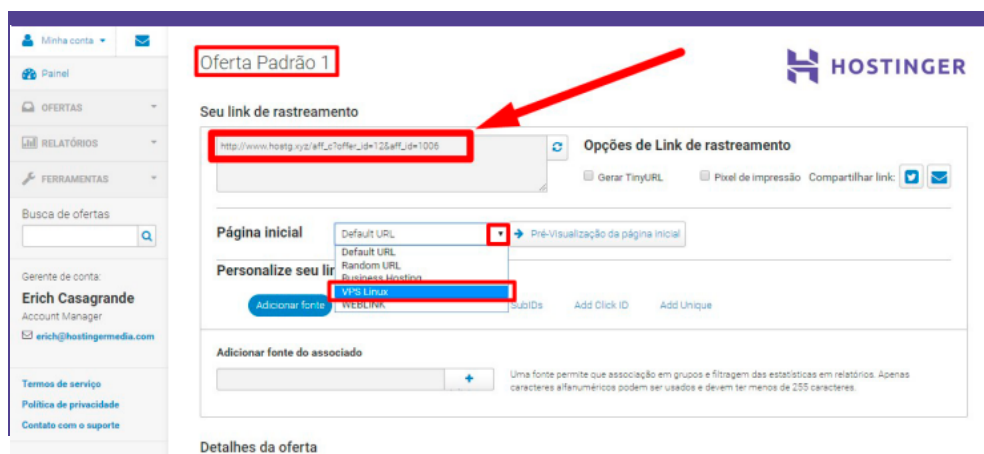 Minha conta
Painel
OFERTAS
RELATÓRIOS
FERRAMENTAS
Busca de ofertas
Gerente de conta:
Erich Casagrande
Account Manager
erich@hostingermedia.com
Termos de serviço
Política de privacidade
Contato com o suporte
Oferta Padrão 1
HOSTINGER
Seu link de rastreamento
http://www.hostg.xyz/aff_c?offer_id=12&aff_id=1006
Opções de Link de rastreamento
Gerar TinyURL
Pixel de impressão
Compartilhar link:
Página inicial
Default URL
Pré-Visualização da página inicial
Default URL
Random URL
Business Hosting
VPS Linux
WEBLINK
Personalize seu lin
Adicionar fonte
SubIDs
Add Click ID
Add Unique
Adicionar fonte do associado
Uma fonte permite que associação em grupos e filtragem das estatísticas em relatórios. Apenas
caracteres alfanuméricos podem ser usados e devem ter menos de 255 caracteres.
Detalhes da oferta